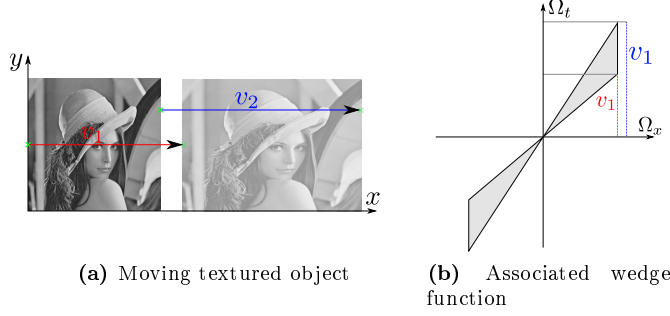 y
v₂
v₁
x
(a) Moving textured object
Ωₜ
v₁
v₁
Ωₓ
(b) Associated wedge
function